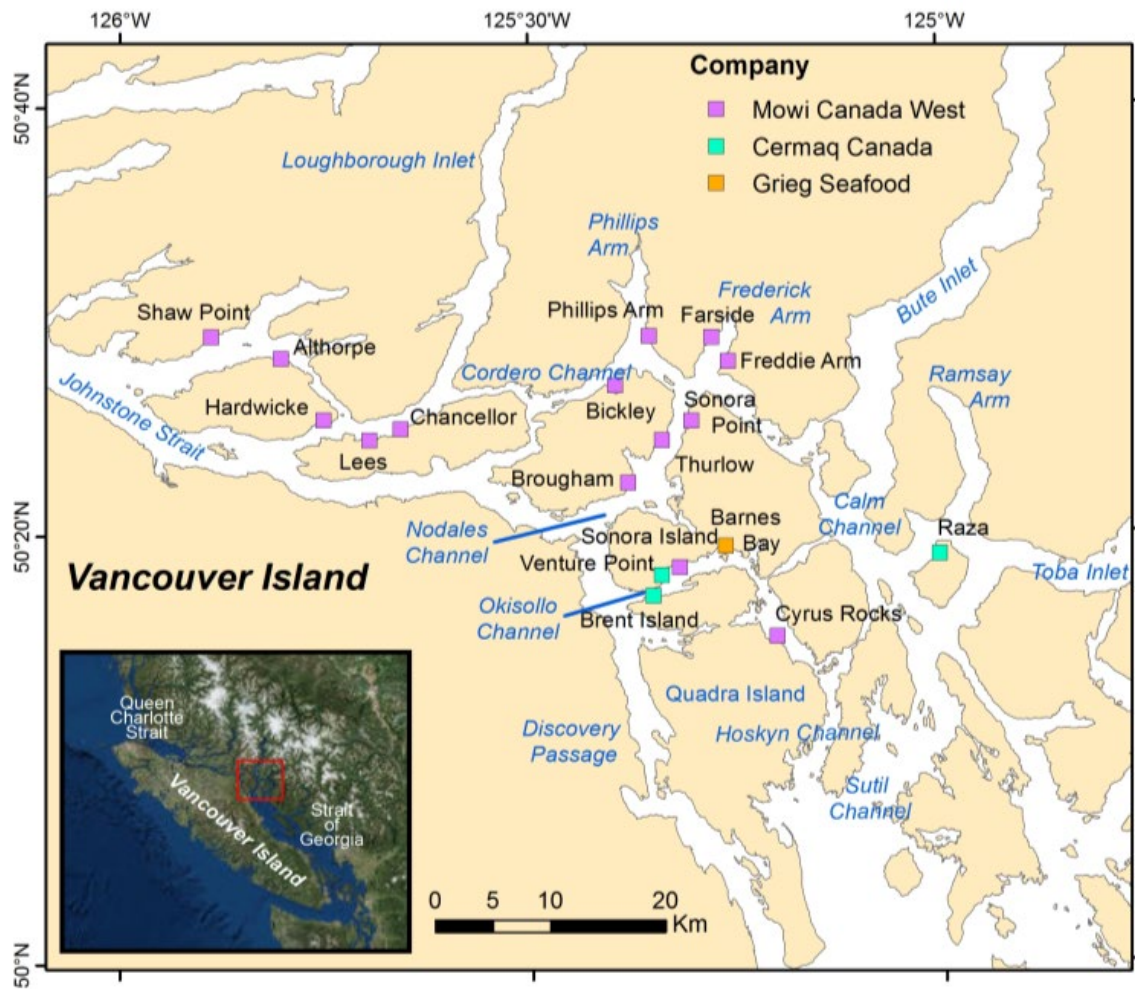 126°W
125°30'W
125°W
50°40'N
50°20'N
50°N
Company
Mowi Canada West
Cermaq Canada
Grieg Seafood
Loughborough Inlet
Phillips
Arm
Bute Inlet
Frederick
Arm
Shaw Point
Phillips Arm
Farside
Althorpe
Freddie Arm
Cordero Channel
Ramsay
Arm
Johnstone Strait
Hardwicke
Chancellor
Bickley
Sonora
Point
Lees
Brougham
Thurlow
Nodales
Channel
Calm
Channel
Barnes
Bay
Sonora Island
Raza
Venture Point
Toba Inlet
Vancouver Island
Okisollo
Channel
Brent Island
Cyrus Rocks
Quadra Island
Discovery
Passage
Hoskyn Channel
Sutil
Channel
Queen
Charlotte
Strait
Vancouver Island
Strait
of
Georgia
0 5 10 20
Km